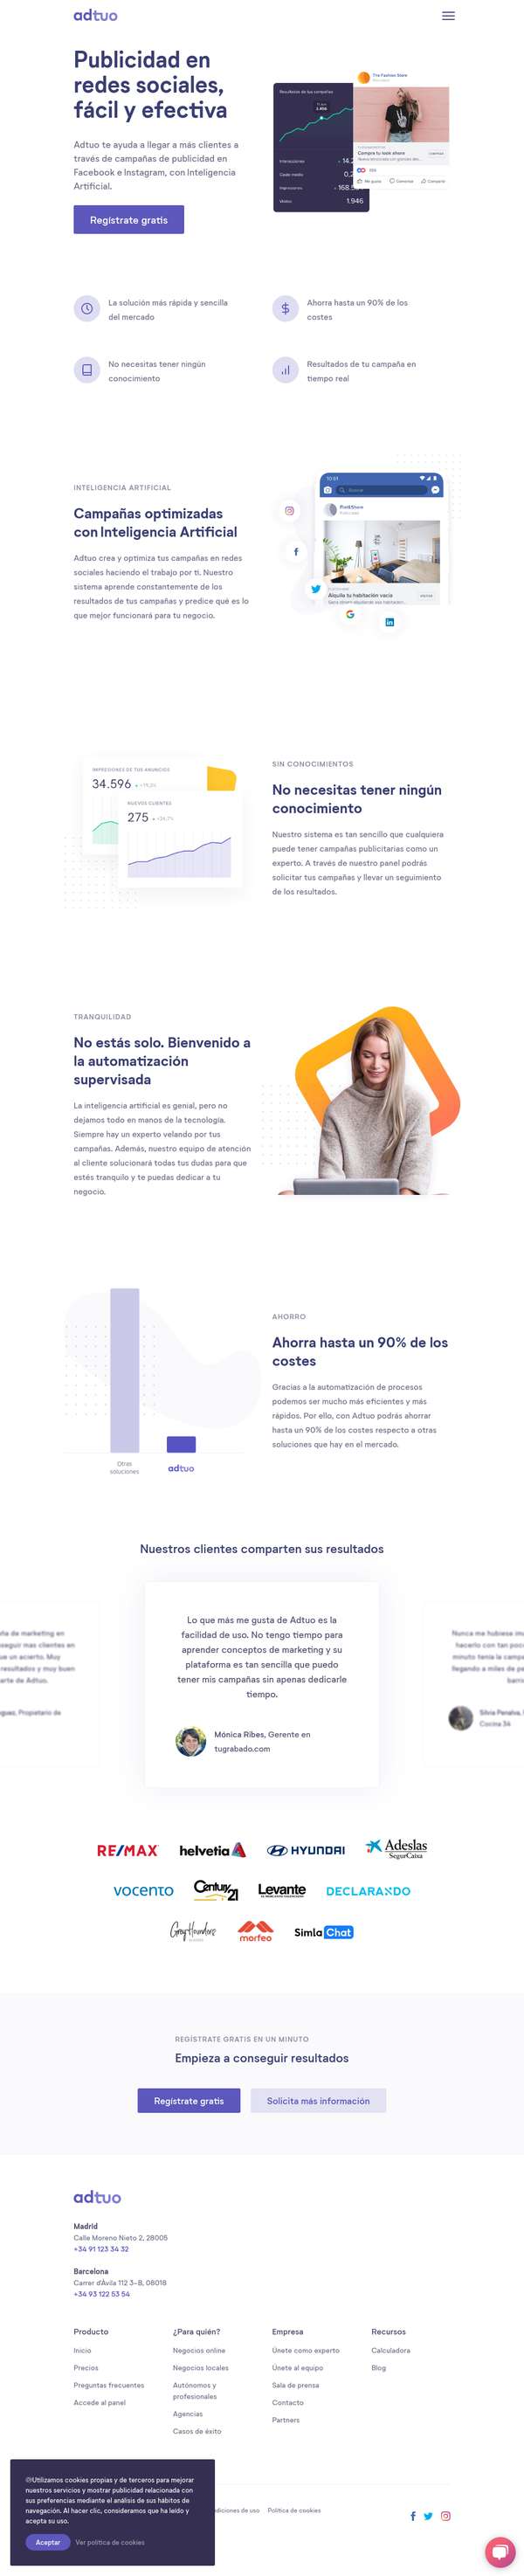 adtuo
Publicidad en
redes sociales,
fácil y efectiva
Adtuo te ayuda a llegar a más clientes a
través de campañas de publicidad en
Facebook e Instagram, con Inteligencia
Artificial.
Regístrate gratis
Resultados de tu campaña
The Fashion Store
Compra tu look ahora
Me gusta Comentar Compartir
Interacciones
Coste medio
Impresiones
Visitas 1.946
La solución más rápida y sencilla
del mercado
Ahorra hasta un 90% de los
costes
No necesitas tener ningún
conocimiento
Resultados de tu campaña en
tiempo real
INTELIGENCIA ARTIFICIAL
Campañas optimizadas
con Inteligencia Artificial
Adtuo crea y optimiza tus campañas en redes
sociales haciendo el trabajo por ti. Nuestro
sistema aprende constantemente de los
resultados de tus campañas y predice qué es lo
que mejor funcionará para tu negocio.
10:51
Buscar
Alquila tu habitación vacía
SIN CONOCIMIENTOS
No necesitas tener ningún
conocimiento
Nuestro sistema es tan sencillo que cualquiera
puede tener campañas publicitarias como un
experto. A través de nuestro panel podrás
solicitar tus campañas y llevar un seguimiento
de los resultados.
IMPRESIONES DE TUS ANUNCIOS
34.596
NUEVOS CLIENTES
275
TRANQUILIDAD
No estás solo. Bienvenido a
la automatización
supervisada
La inteligencia artificial es genial, pero no
dejamos todo en manos de la tecnología.
Siempre hay un experto velando por tus
campañas. Además, nuestro equipo de atención
al cliente solucionará todas tus dudas para que
estés tranquilo y te puedas dedicar a tu
negocio.
AHORRO
Ahorra hasta un 90% de los
costes
Gracias a la automatización de procesos
podemos ser mucho más eficientes y más
rápidos. Por ello, con Adtuo podrás ahorrar
hasta un 90% de los costes respecto a otras
soluciones que hay en el mercado.
Otras
soluciones
adtuo
Nuestros clientes comparten sus resultados
Lo que más me gusta de Adtuo es la
facilidad de uso. No tengo tiempo para
aprender conceptos de marketing y su
plataforma es tan sencilla que puedo
tener mis campañas sin apenas dedicarle
tiempo.
Mónica Ribes, Gerente en
tugrabado.com
RE/MAX helvetia HYUNDAI Adeslas
SegurCaixa
vocento Century 21 Levante DECLARANDO
GreyHounders morfeo Simla Chat
REGÍSTRATE GRATIS EN UN MINUTO
Empieza a conseguir resultados
Regístrate gratis
Solicita más información
adtuo
Madrid
Calle Moreno Nieto 2, 28005
+34 91 123 34 32
Barcelona
Carrer d'Àvila 112 3-B, 08018
+34 93 122 53 54
Producto
Inicio
Precios
Preguntas frecuentes
Accede al panel
¿Para quién?
Negocios online
Negocios locales
Autónomos y
profesionales
Agencias
Casos de éxito
Empresa
Únete como experto
Únete al equipo
Sala de prensa
Contacto
Partners
Recursos
Calculadora
Blog
diciones de uso
Política de cookies
Utilizamos cookies propias y de terceros para mejorar
nuestros servicios y mostrar publicidad relacionada con
sus preferencias mediante el análisis de sus hábitos de
navegación. Al hacer clic, consideramos que ha leído y
acepta su uso.
Aceptar
Ver política de cookies